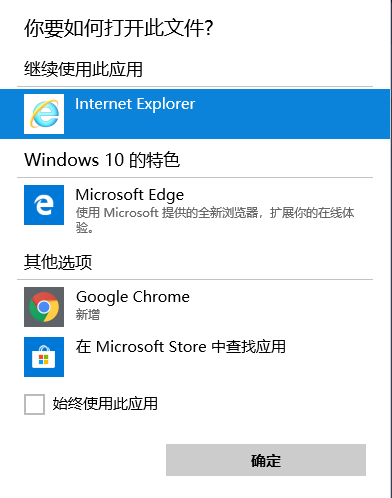 你要如何打开此文件?
继续使用此应用
Internet Explorer
Windows 10 的特色
Microsoft Edge
使用 Microsoft 提供的全新浏览器，扩展你的在线体
验。
其他选项
Google Chrome
新增
在 Microsoft Store 中查找应用
始终使用此应用
确定